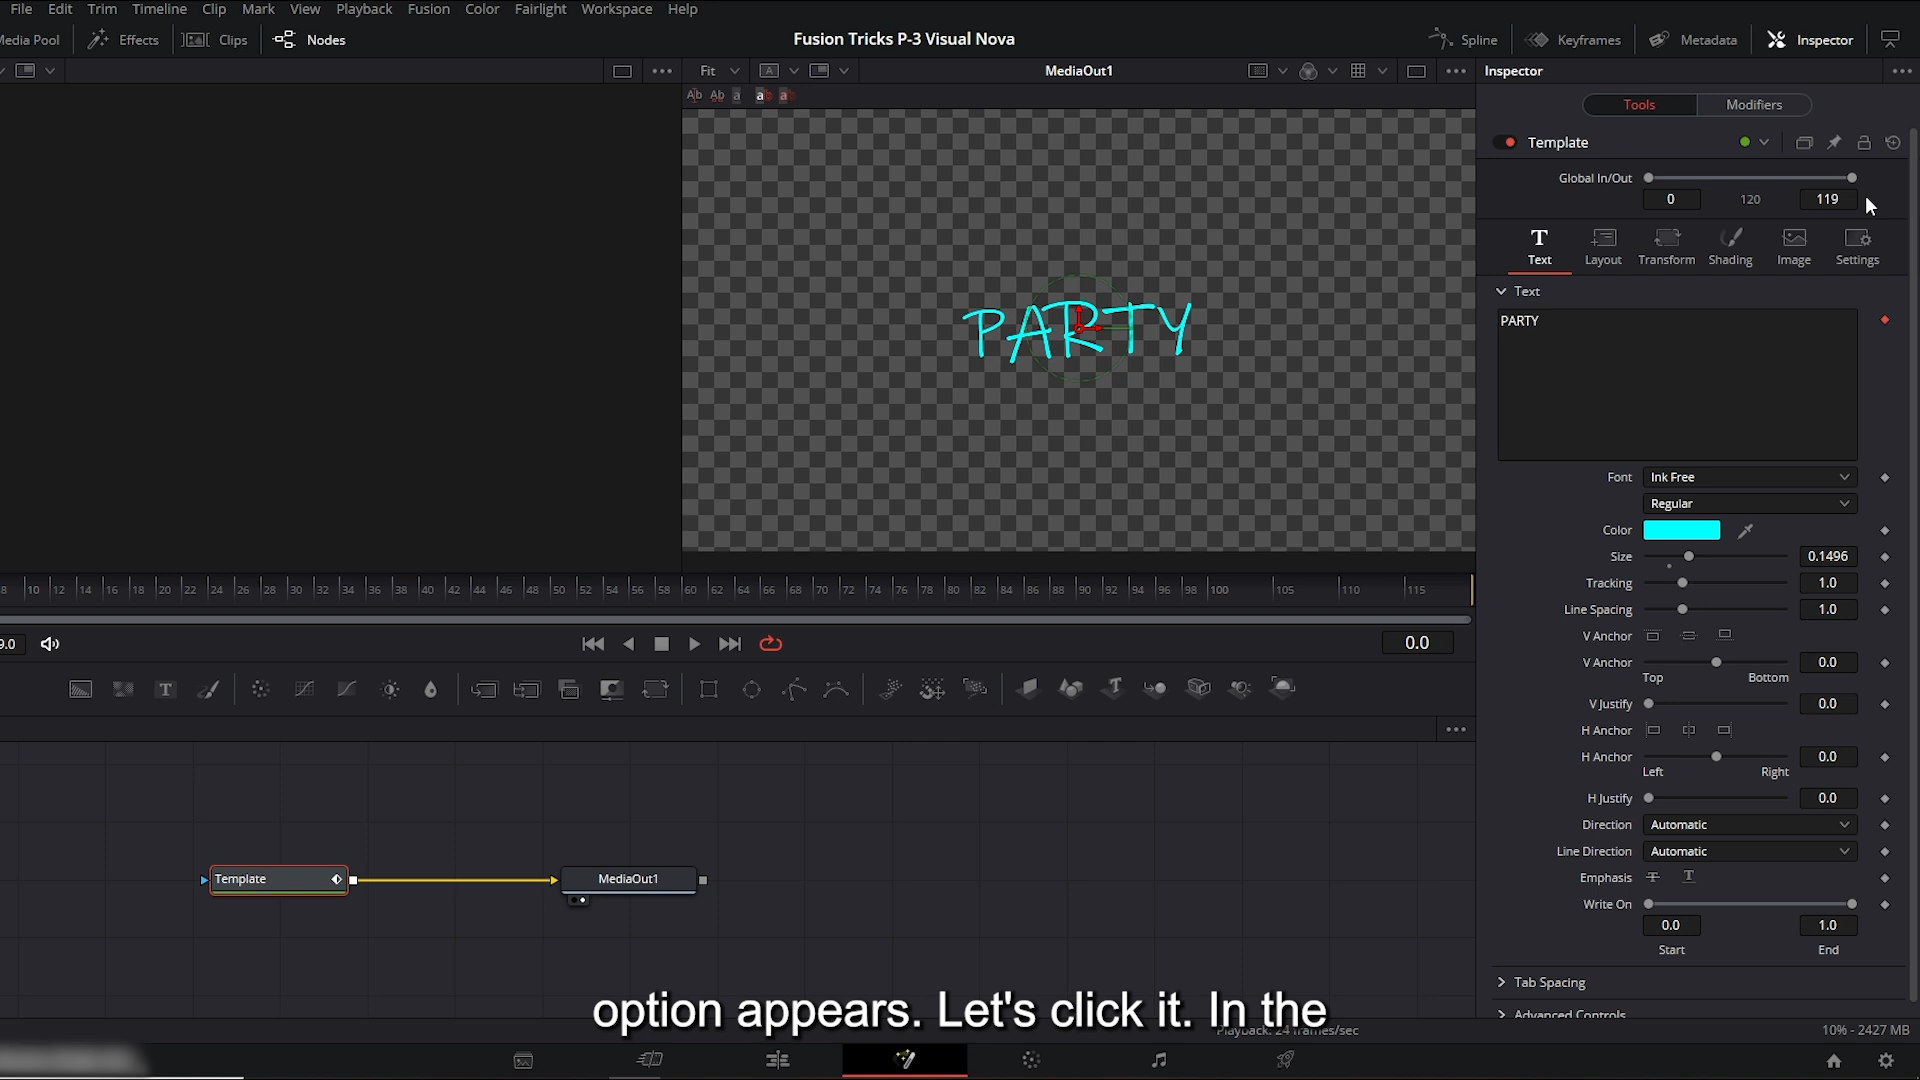 File Edit Trim Timeline Clip Mark View Playback Fusion Color Fairlight Workspace Help
Media Pool Effects Clips Nodes Fusion Tricks P-3 Visual Nova Spline Keyframes Metadata Inspector
Fit MediaOut1 Inspector
Tools Modifiers
Template
Global In/Out
0 120 119
Text Layout Transform Shading Image Settings
Text
PARTY
PARTY
Font Ink Free
Regular
Color
Size 0.1496
Tracking 1.0
Line Spacing 1.0
V Anchor
V Anchor 0.0
Top Bottom
V Justify 0.0
H Anchor
H Anchor 0.0
Left Right
H Justify 0.0
Direction Automatic
Line Direction Automatic
Emphasis
Write On
0.0 1.0
Start End
Tab Spacing
Advanced Controls
8 10 12 14 16 18 20 22 24 26 28 30 32 34 36 38 40 42 44 46 48 50 52 54 56 58 60 62 64 66 68 70 72 74 76 78 80 82 84 86 88 90 92 94 96 98 100 105 110 115
9.0 0.0
Template MediaOut1
option appears. Let's click it. In the
Playback: 24 frames/sec
10% - 2427 MB